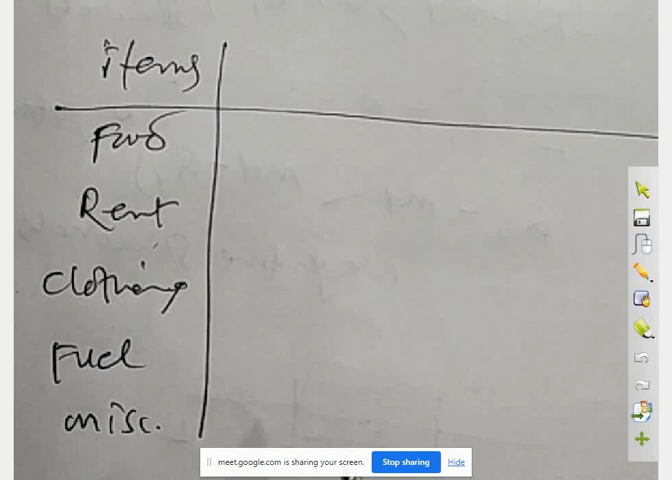 items
Food
Rent
Clothing
Fuel
misc.
meet.google.com is sharing your screen. Stop sharing Hide